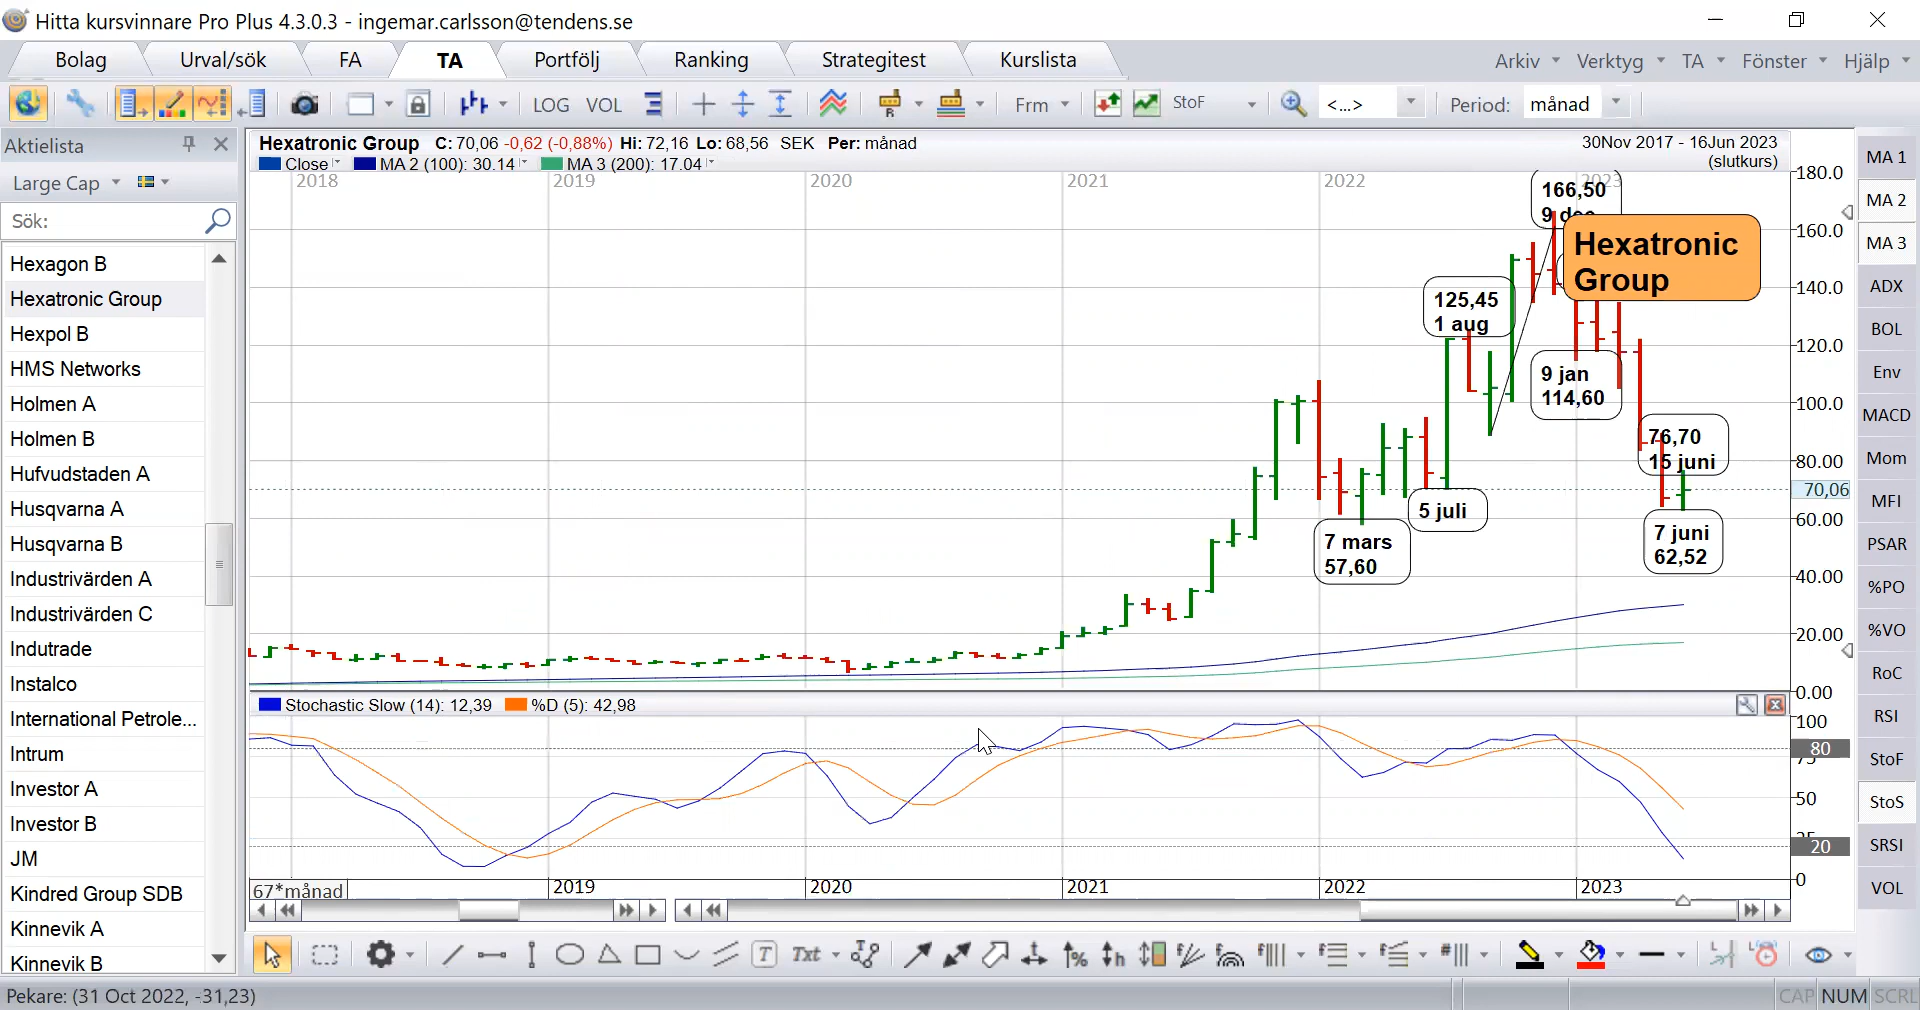 Hitta kursvinnare Pro Plus 4.3.0.3 - ingemar.carlsson@tendens.se
Bolag Urval/sök FA TA Portfölj Ranking Strategitest Kurslista Arkiv Verktyg TA Fönster Hjälp
LOG VOL R Frm StoF <...> Period: månad
Aktielista
Large Cap
Sök:
Hexagon B
Hexatronic Group
Hexpol B
HMS Networks
Holmen A
Holmen B
Hufvudstaden A
Husqvarna A
Husqvarna B
Industrivärden A
Industrivärden C
Indutrade
Instalco
International Petrole...
Intrum
Investor A
Investor B
JM
Kindred Group SDB
Kinnevik A
Kinnevik B
Hexatronic Group C: 70,06 -0,62 (-0,88%) Hi: 72,16 Lo: 68,56 SEK Per: månad
30Nov 2017 - 16Jun 2023
(slutkurs)
Close MA 2 (100): 30.14 MA 3 (200): 17.04
2018 2019 2020 2021 2022 2023
166,50
9 dec
Hexatronic
Group
125,45
1 aug
9 jan
114,60
76,70
15 juni
5 juli
7 mars
57,60
7 juni
62,52
180.0
160.0
140.0
120.0
100.0
80.00
70,06
60.00
40.00
20.00
0.00
Stochastic Slow (14): 12,39 %D (5): 42,98
100
80
75
50
25
20
0
67*månad 2019 2020 2021 2022 2023
MA 1
MA 2
MA 3
ADX
BOL
Env
MACD
Mom
MFI
PSAR
%PO
%VO
RoC
RSI
StoF
StoS
SRSI
VOL
T Txt
Pekare: (31 Oct 2022, -31,23)
CAP NUM SCRL